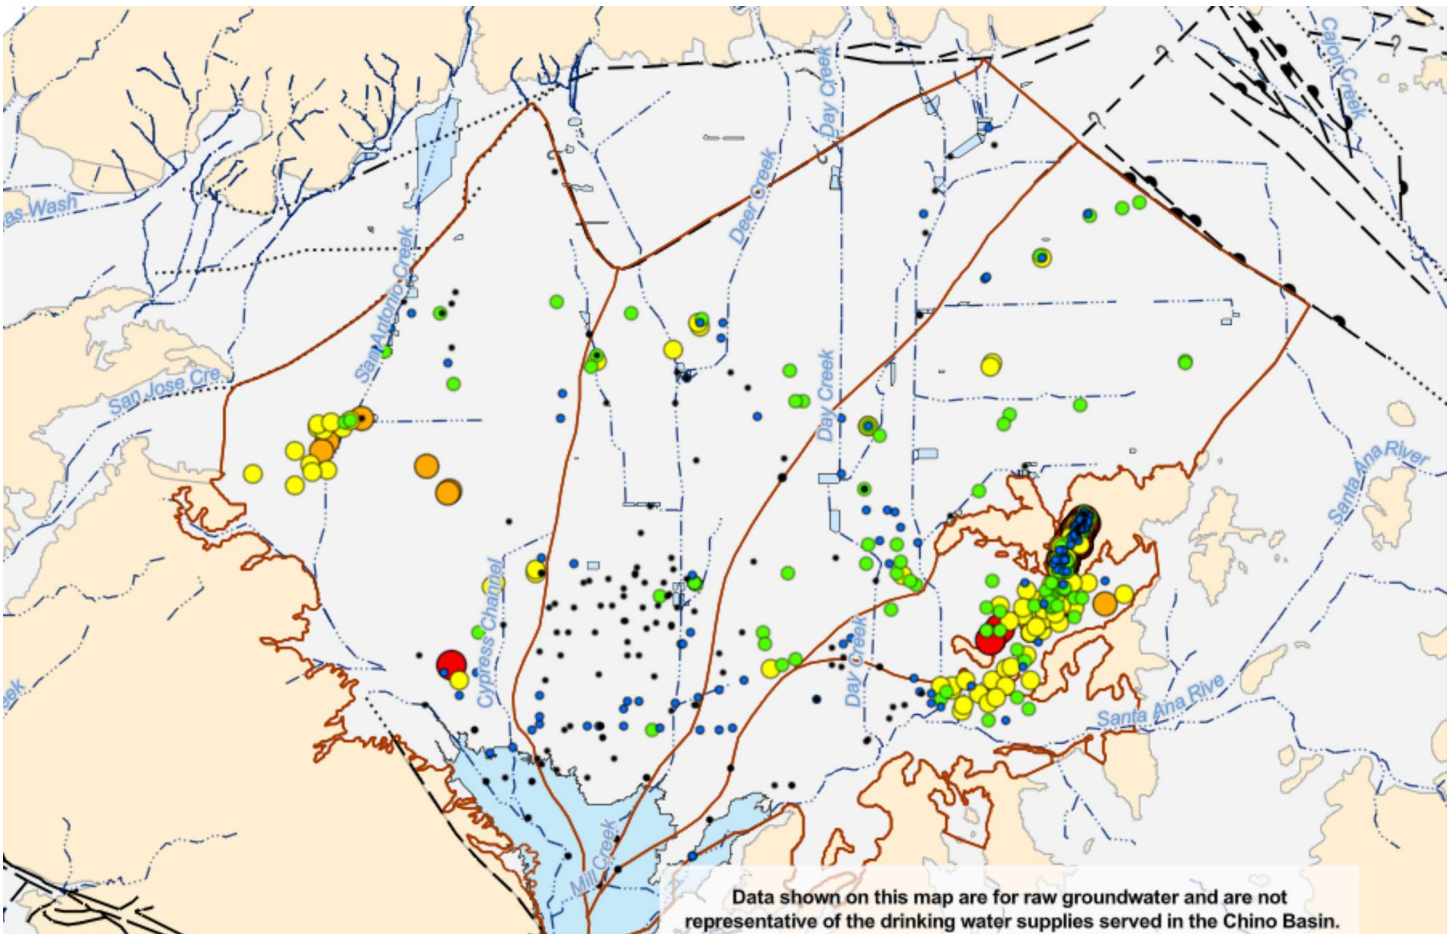 Day Creek
Cajon Creek
as Wash
Deer Creek
San Antonio Creek
San Jose Cre
Day Creek
Santa Ana River
Cypress Channel
Day Creek
Santa Ana Rive
eek
Mill Creek
Data shown on this map are for raw groundwater and are not
representative of the drinking water supplies served in the Chino Basin.